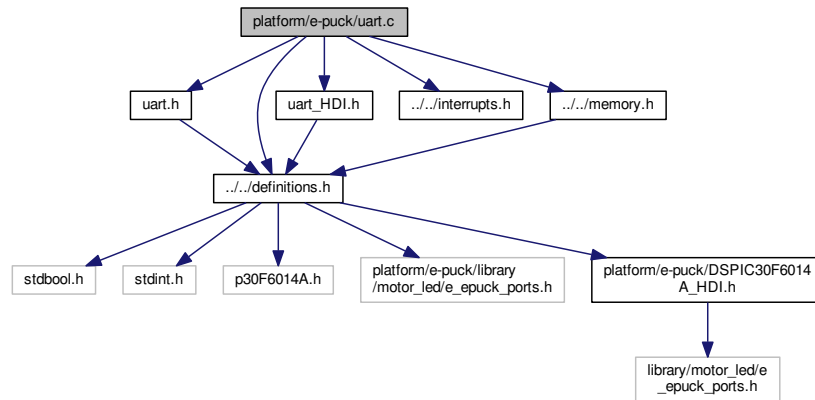 platform/e-puck/uart.c
uart.h
uart_HDI.h
../../interrupts.h
../../memory.h
../../definitions.h
stdbool.h
stdint.h
p30F6014A.h
platform/e-puck/library
/motor_led/e_epuck_ports.h
platform/e-puck/DSPIC30F6014
A_HDI.h
library/motor_led/e
_epuck_ports.h